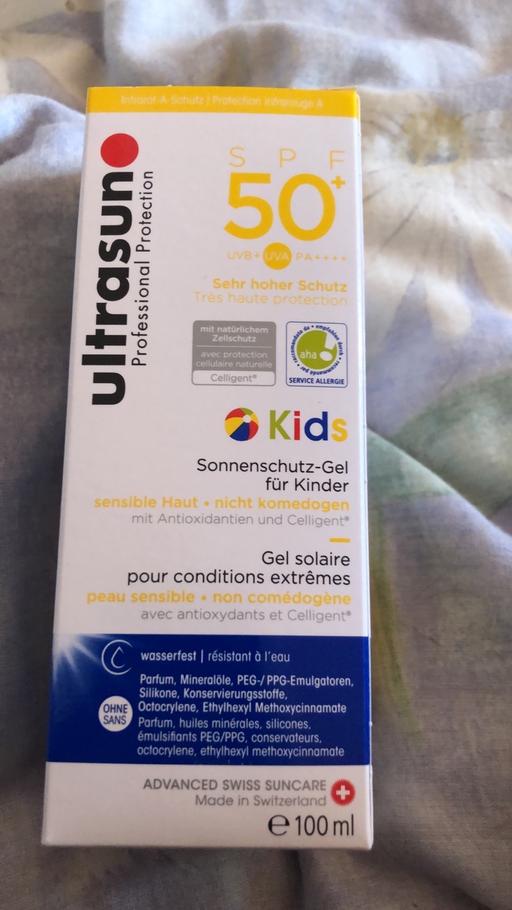 Infrarot-A-Schutz / Protection Infrarouge A
ultrasun
Professional Protection
SPF
50+
UVB+ UVA PA++++
Sehr hoher Schutz
Très haute protection
mit natürlichem
Zellschutz
avec protection
cellulaire naturelle
Celligent®
aha!
SERVICE ALLERGIE
Kids
Sonnenschutz-Gel
für Kinder
sensible Haut • nicht komedogen
mit Antioxidantien und Celligent®
Gel solaire
pour conditions extrêmes
peau sensible • non comédogène
avec antioxydants et Celligent®
wasserfest | résistant à l'eau
OHNE
SANS
Parfum, Mineralöle, PEG-/ PPG-Emulgatoren,
Silikone, Konservierungsstoffe,
Octocrylene, Ethylhexyl Methoxycinnamate
Parfum, huiles minérales, silicones,
émulsifiants PEG/PPG, conservateurs,
octocrylene, ethylhexyl methoxycinnamate
ADVANCED SWISS SUNCARE
Made in Switzerland
℮ 100 ml